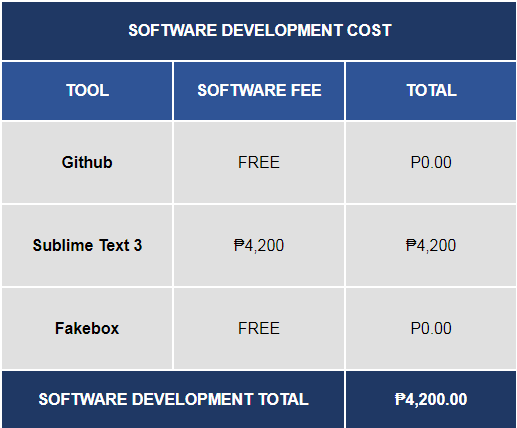 SOFTWARE DEVELOPMENT COST
TOOL SOFTWARE FEE TOTAL
Github FREE P0.00
Sublime Text 3 ₱4,200 ₱4,200
Fakebox FREE P0.00
SOFTWARE DEVELOPMENT TOTAL ₱4,200.00